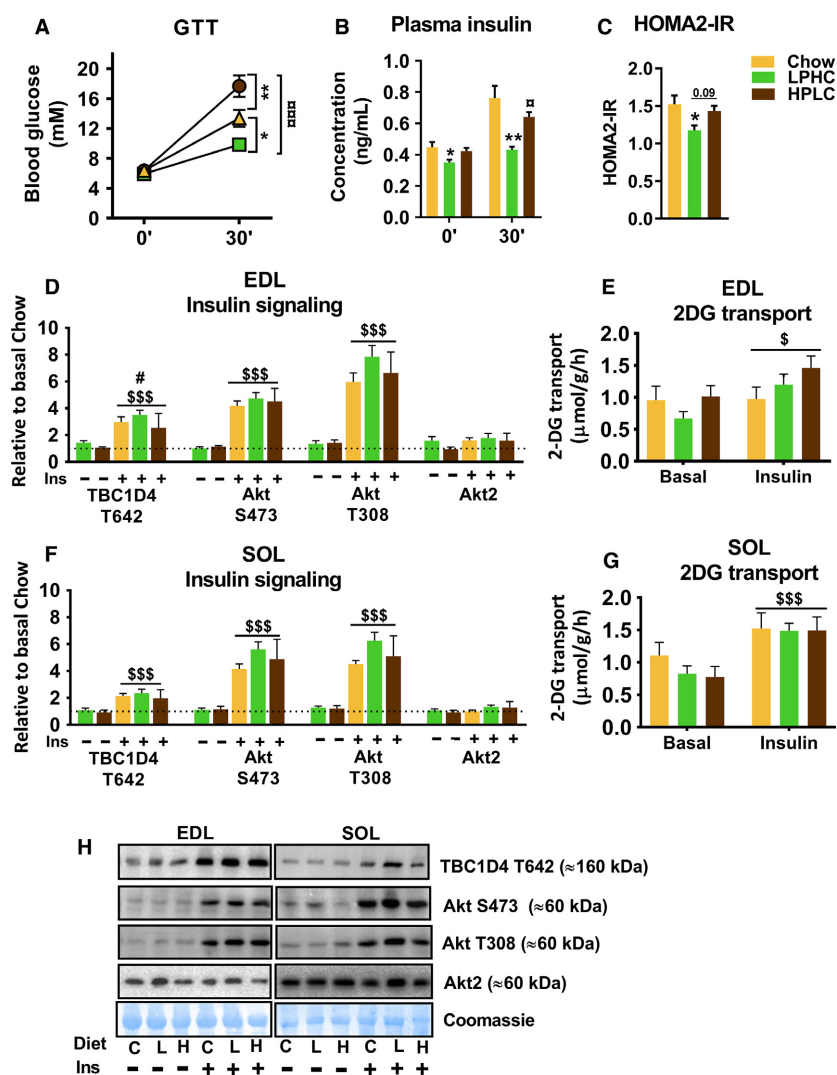 A GTT
Blood glucose
(mM)
20
16
12
8
4
0
0' 30'
**
*
¤¤¤
B Plasma insulin
Concentration
(ng/mL)
1.0
0.8
0.6
0.4
0.2
0.0
* ** ¤
0' 30'
C HOMA2-IR
HOMA2-IR
2.0
1.5
1.0
0.5
0.0
0.09
*
Chow
LPHC
HPLC
D EDL
Insulin signaling
Relative to basal Chow
10
8
6
4
2
0
#
$$$ $$$ $$$
Ins − − + + + − − + + + − − + + + − − + + +
TBC1D4 Akt Akt Akt2
T642 S473 T308
E EDL
2DG transport
2-DG transport
(μmol/g/h)
2.0
1.5
1.0
0.5
0.0
$
Basal Insulin
F SOL
Insulin signaling
Relative to basal Chow
10
8
6
4
2
0
$$$ $$$ $$$
Ins − − + + + − − + + + − − + + + − − + + +
TBC1D4 Akt Akt Akt2
T642 S473 T308
G SOL
2DG transport
2-DG transport
(μmol/g/h)
2.0
1.5
1.0
0.5
0.0
$$$
Basal Insulin
H EDL SOL
TBC1D4 T642 (≈160 kDa)
Akt S473 (≈60 kDa)
Akt T308 (≈60 kDa)
Akt2 (≈60 kDa)
Coomassie
Diet C L H C L H C L H C L H
Ins − − − + + + − − − + + +